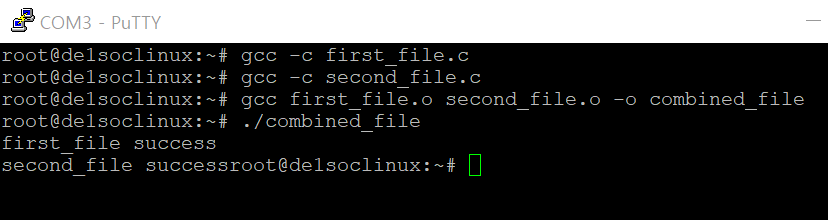 COM3 - PuTTY
root@de1soclinux:~# gcc -c first_file.c
root@de1soclinux:~# gcc -c second_file.c
root@de1soclinux:~# gcc first_file.o second_file.o -o combined_file
root@de1soclinux:~# ./combined_file
first_file success
second_file successroot@de1soclinux:~#